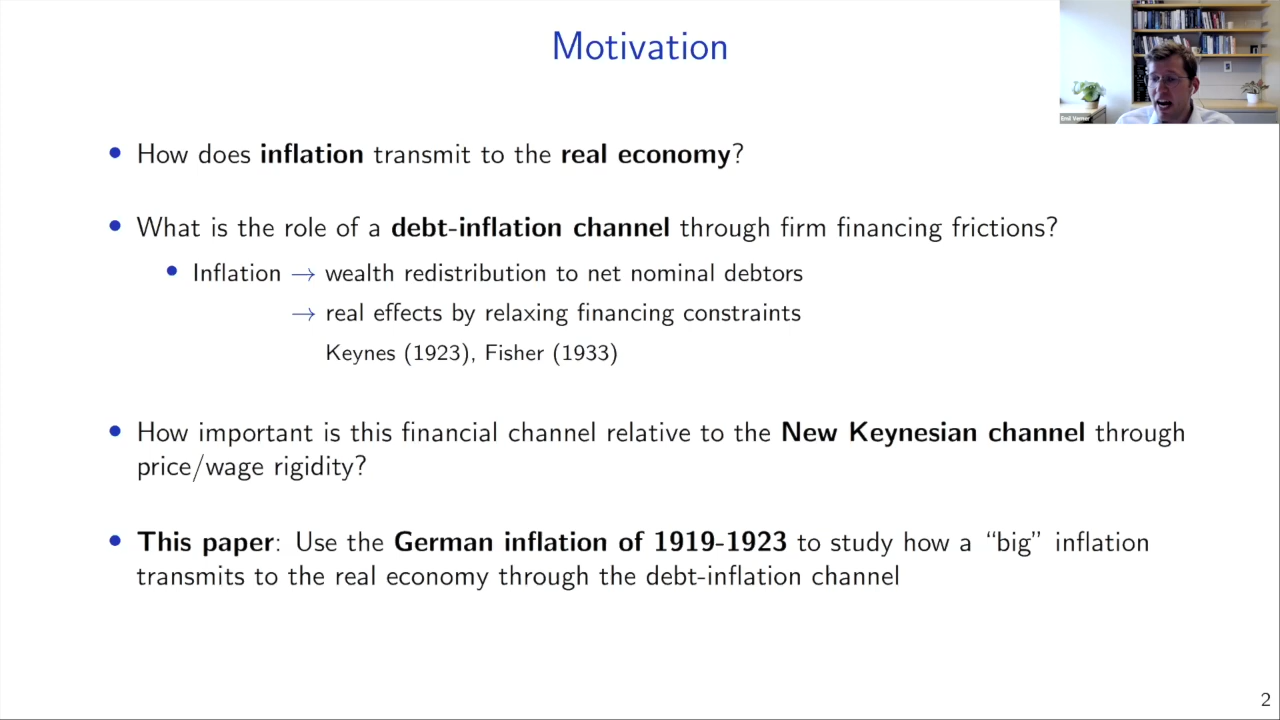 Motivation
Emil Verner
• How does inflation transmit to the real economy?
• What is the role of a debt-inflation channel through firm financing frictions?
• Inflation → wealth redistribution to net nominal debtors
→ real effects by relaxing financing constraints
Keynes (1923), Fisher (1933)
• How important is this financial channel relative to the New Keynesian channel through
price/wage rigidity?
• This paper: Use the German inflation of 1919-1923 to study how a “big” inflation
transmits to the real economy through the debt-inflation channel
2